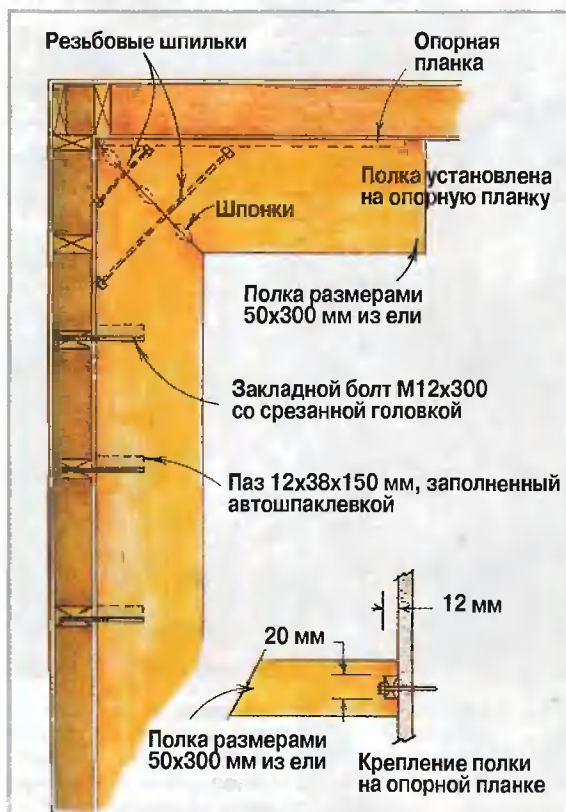 Резьбовые шпильки
Опорная
планка
Полка установлена
на опорную планку
Шпонки
Полка размерами
50x300 мм из ели
Закладной болт М12x300
со срезанной головкой
Паз 12x38x150 мм, заполненный
автошпаклевкой
12 мм
20 мм
Полка размерами
50x300 мм из ели
Крепление полки
на опорной планке